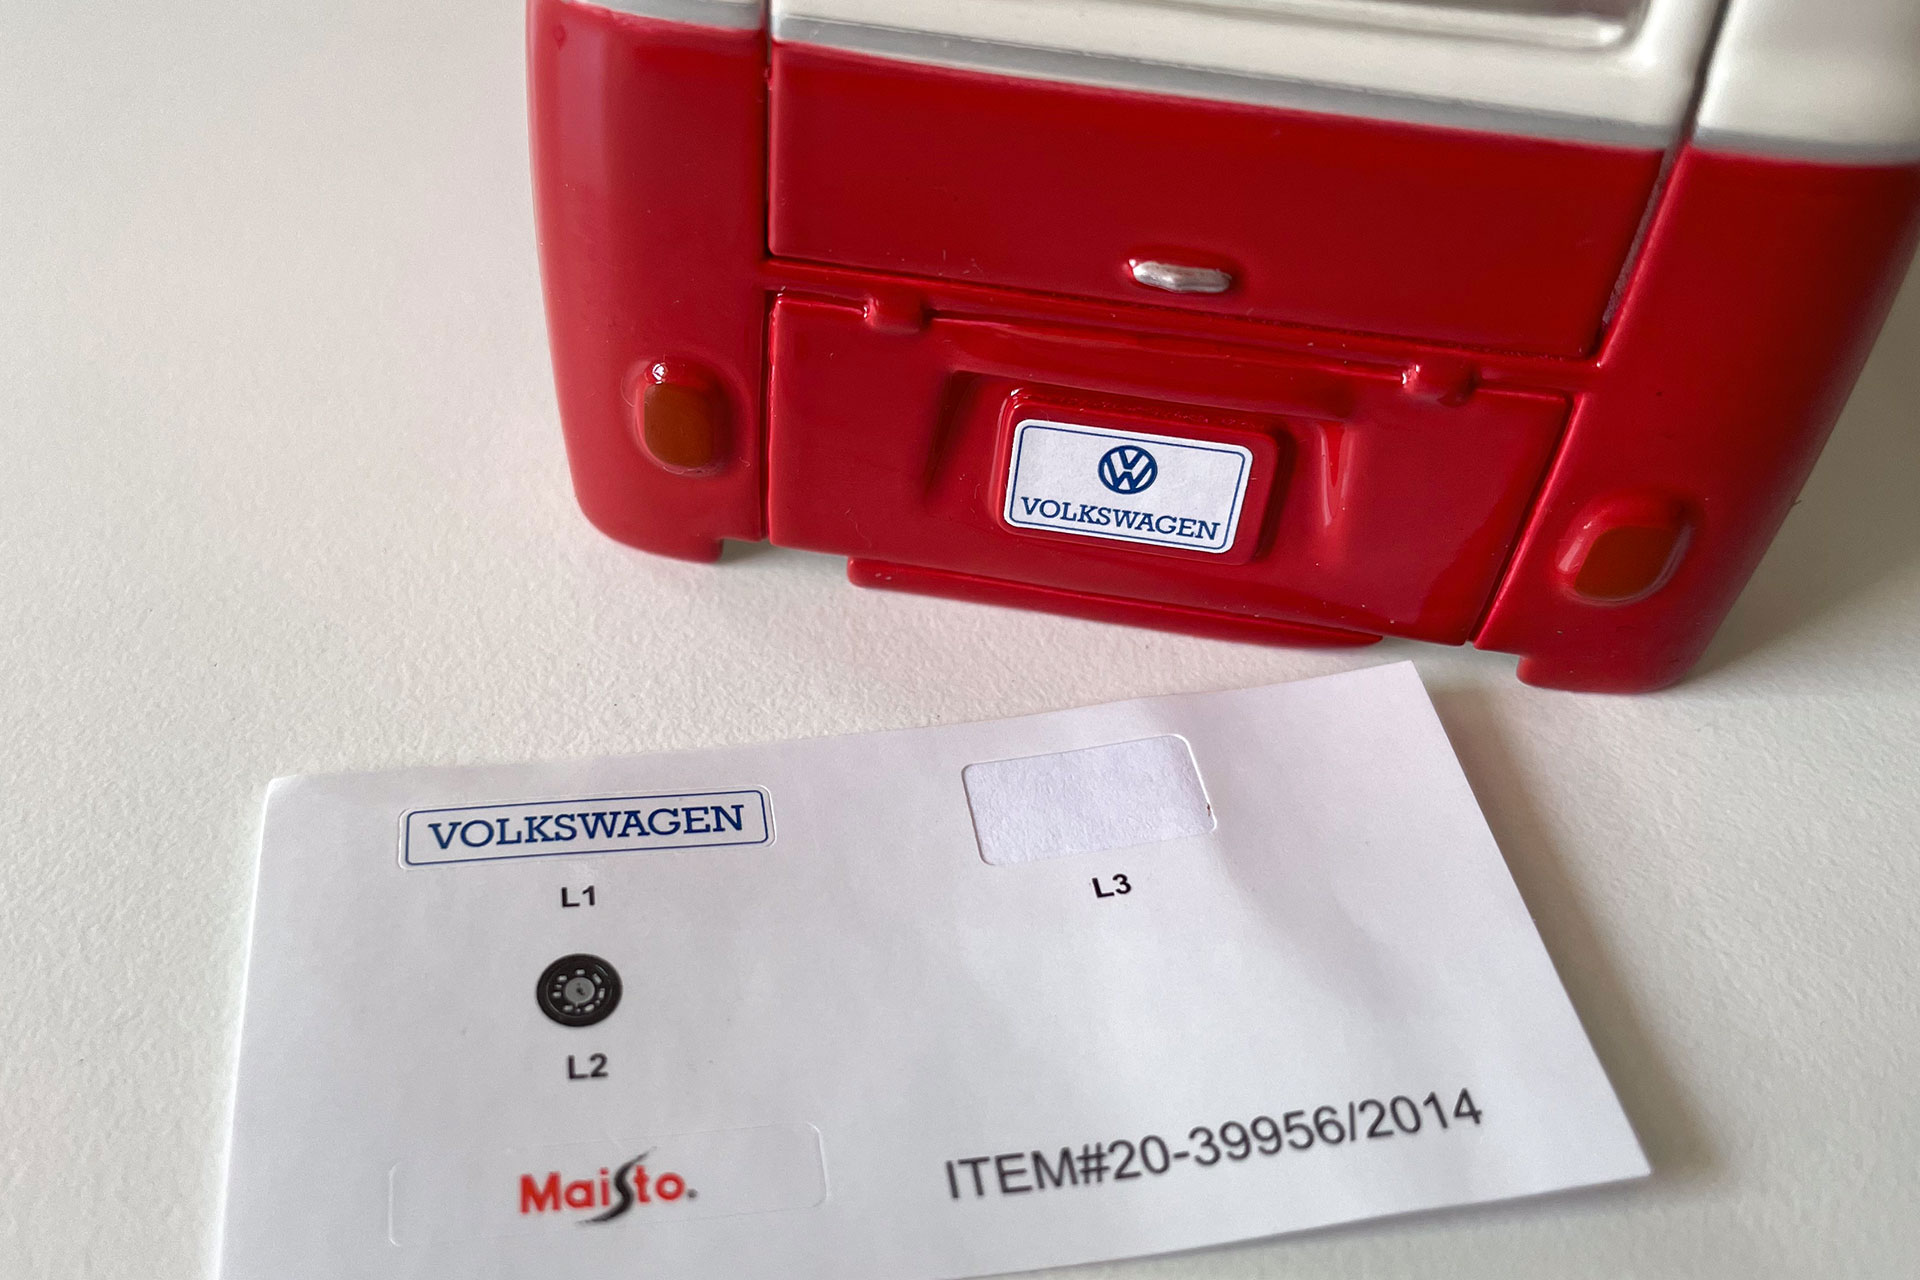 VOLKSWAGEN
VOLKSWAGEN
L1
L3
L2
Maisto.
ITEM#20-39956/2014